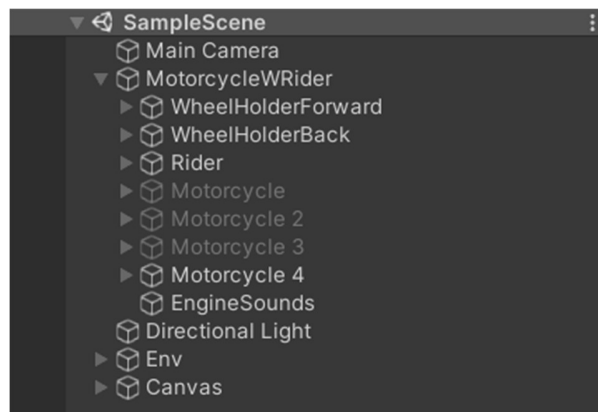 SampleScene
Main Camera
MotorcycleWRider
WheelHolderForward
WheelHolderBack
Rider
Motorcycle
Motorcycle 2
Motorcycle 3
Motorcycle 4
EngineSounds
Directional Light
Env
Canvas